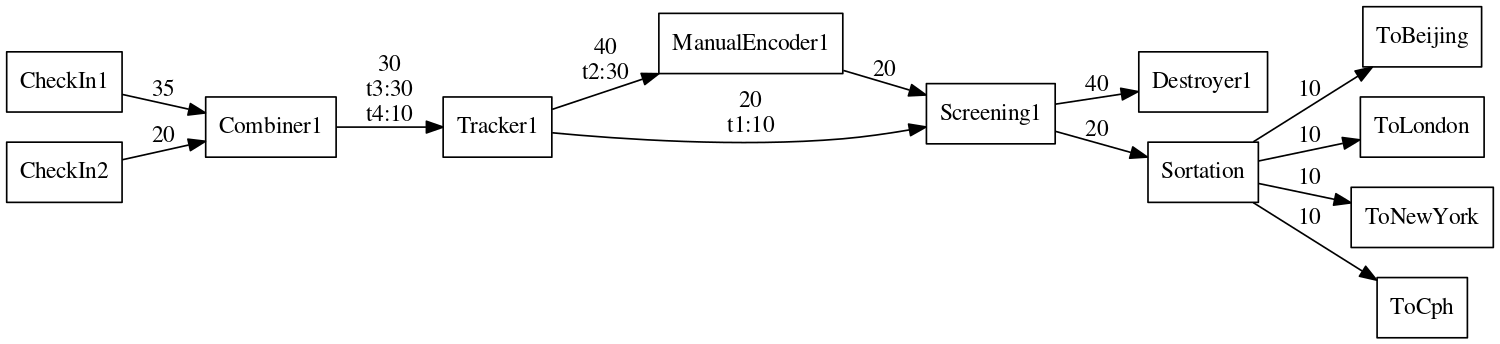 CheckIn1
CheckIn2
35
20
Combiner1
30
t3:30
t4:10
Tracker1
40
t2:30
20
t1:10
ManualEncoder1
20
Screening1
40
20
Destroyer1
Sortation
10
10
10
10
ToBeijing
ToLondon
ToNewYork
ToCph